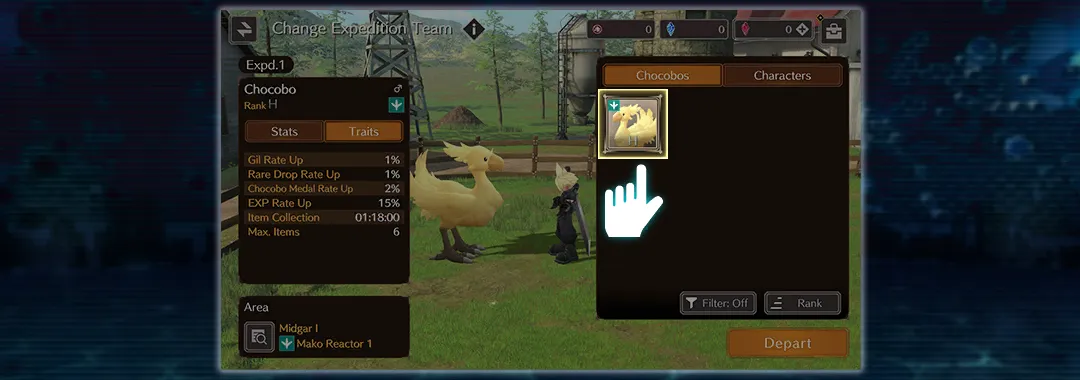 Change Expedition Team
0
0
0
Expd.1
Chocobo
Rank H
Stats
Traits
Gil Rate Up 1%
Rare Drop Rate Up 1%
Chocobo Medal Rate Up 2%
EXP Rate Up 15%
Item Collection 01:18:00
Max. Items 6
Area
Midgar I
Mako Reactor 1
Chocobos
Characters
H
Filter: Off
Rank
Depart